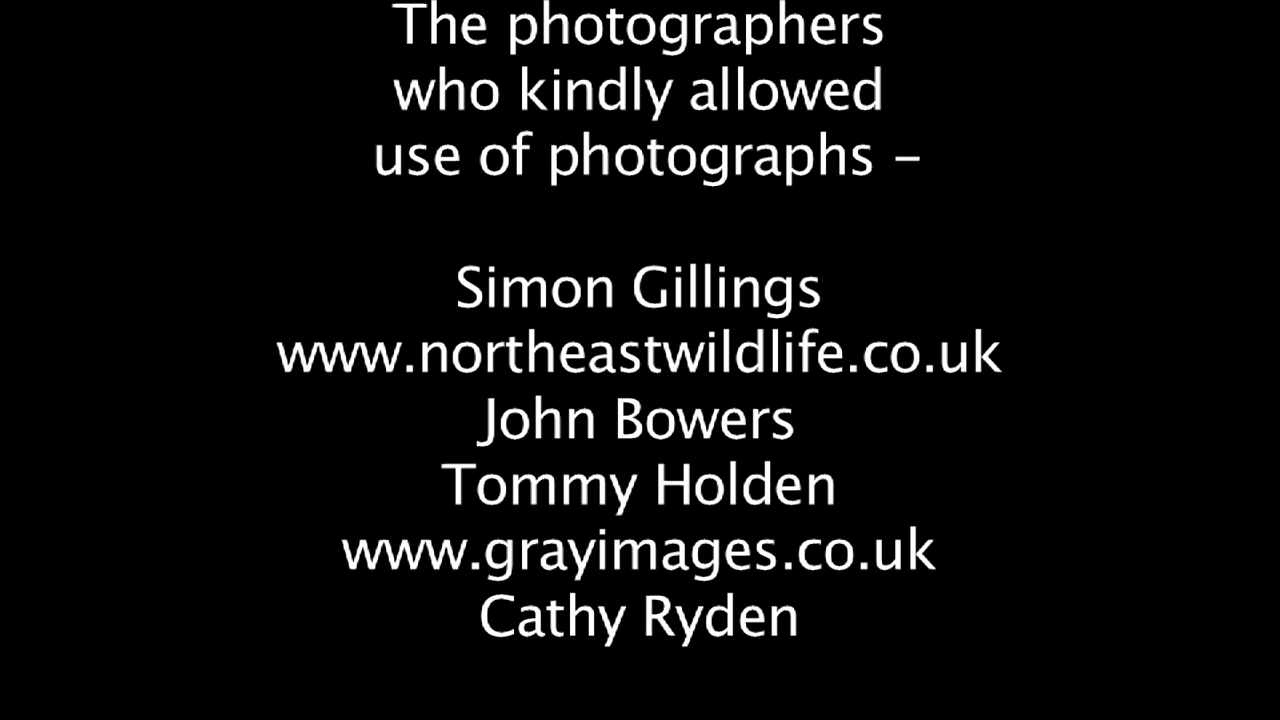 The photographers
who kindly allowed
use of photographs –
Simon Gillings
www.northeastwildlife.co.uk
John Bowers
Tommy Holden
www.grayimages.co.uk
Cathy Ryden